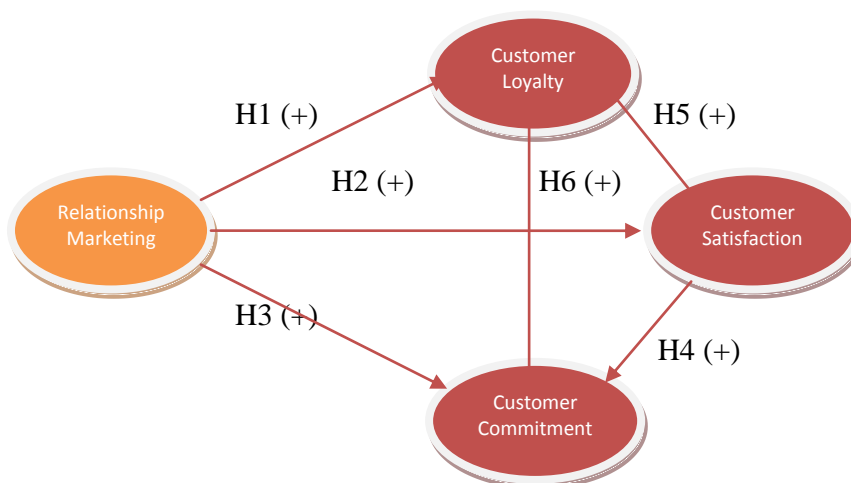 Customer
Loyalty
H1 (+)
H5 (+)
H2 (+)
H6 (+)
Relationship
Marketing
Customer
Satisfaction
H3 (+)
H4 (+)
Customer
Commitment